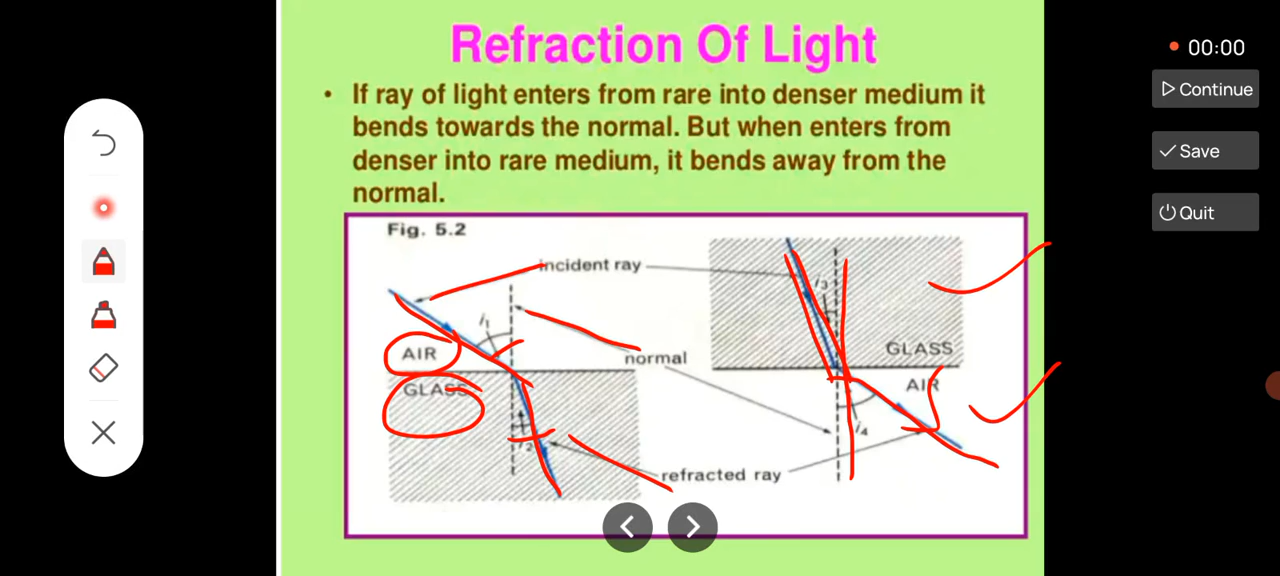 Refraction Of Light
00:00
Continue
Save
Quit
• If ray of light enters from rare into denser medium it
bends towards the normal. But when enters from
denser into rare medium, it bends away from the
normal.
Fig. 5.2
incident ray
AIR
GLASS
normal
refracted ray
GLASS
AIR
i1
i2
i3
i4